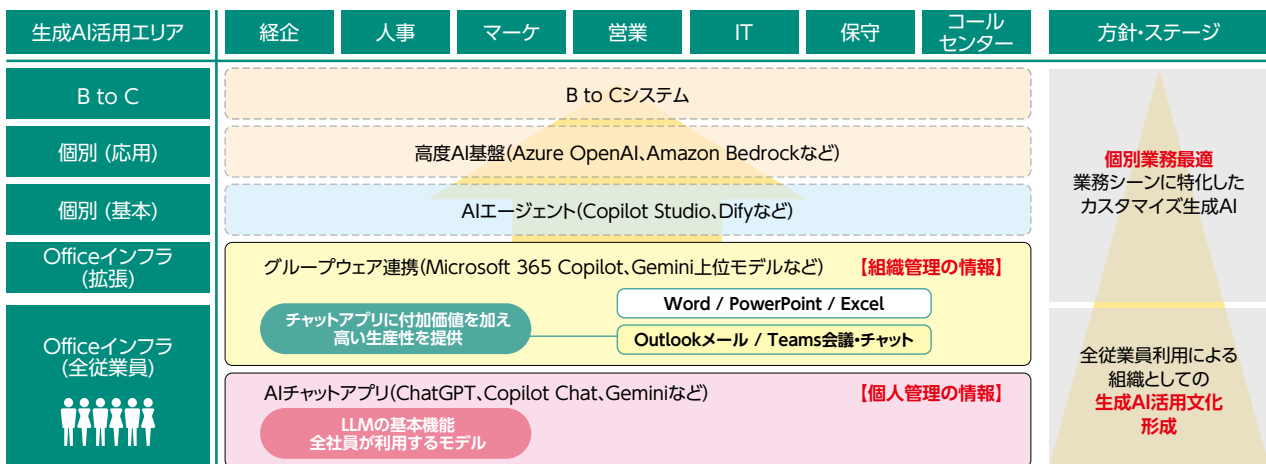 生成AI活用エリア
経企
人事
マーケ
営業
IT
保守
コール
センター
方針・ステージ
B to C
B to Cシステム
個別 (応用)
高度AI基盤(Azure OpenAI、Amazon Bedrockなど)
個別 (基本)
AIエージェント(Copilot Studio、Difyなど)
個別業務最適
業務シーンに特化した
カスタマイズ生成AI
Officeインフラ
(拡張)
グループウェア連携(Microsoft 365 Copilot、Gemini上位モデルなど) 【組織管理の情報】
チャットアプリに付加価値を加え
高い生産性を提供
Word / PowerPoint / Excel
Outlookメール / Teams会議・チャット
Officeインフラ
(全従業員)
AIチャットアプリ(ChatGPT、Copilot Chat、Geminiなど) 【個人管理の情報】
LLMの基本機能
全社員が利用するモデル
全従業員利用による
組織としての
生成AI活用文化
形成